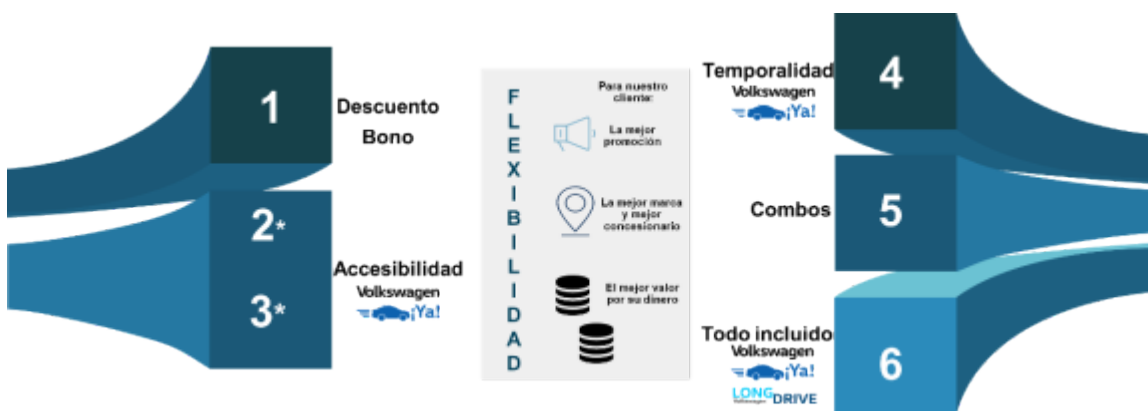 1
Descuento
Bono
2*
3*
Accesibilidad
Volkswagen
¡Ya!
FLEXIBILIDAD
Para nuestro
cliente:
La mejor
promoción
La mejor marca
y mejor
concesionario
El mejor valor
por su dinero
4
Temporalidad
Volkswagen
¡Ya!
5
Combos
6
Todo incluido
Volkswagen
¡Ya!
LONG
Volkswagen DRIVE